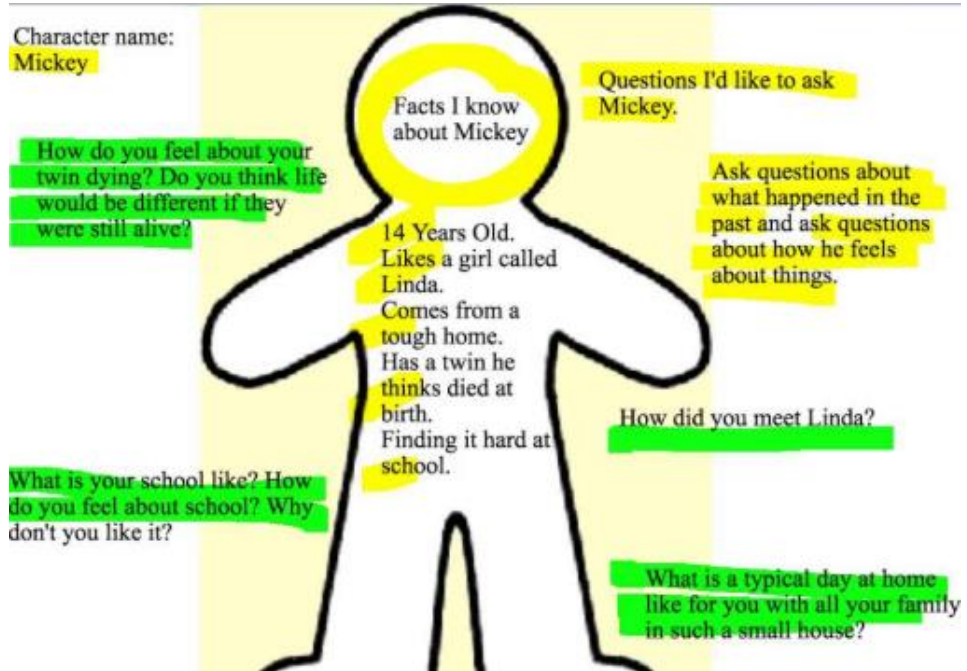 Character name:
Mickey
Facts I know
about Mickey
Questions I'd like to ask
Mickey.
How do you feel about your
twin dying? Do you think life
would be different if they
were still alive?
Ask questions about
what happened in the
past and ask questions
about how he feels
about things.
14 Years Old.
Likes a girl called
Linda.
Comes from a
tough home.
Has a twin he
thinks died at
birth.
Finding it hard at
school.
How did you meet Linda?
What is your school like? How
do you feel about school? Why
don't you like it?
What is a typical day at home
like for you with all your family
in such a small house?